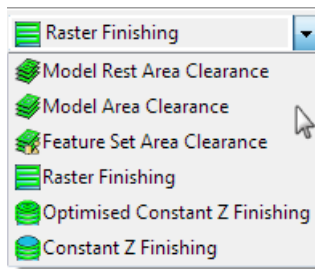 Raster Finishing
Model Rest Area Clearance
Model Area Clearance
Feature Set Area Clearance
Raster Finishing
Optimised Constant Z Finishing
Constant Z Finishing